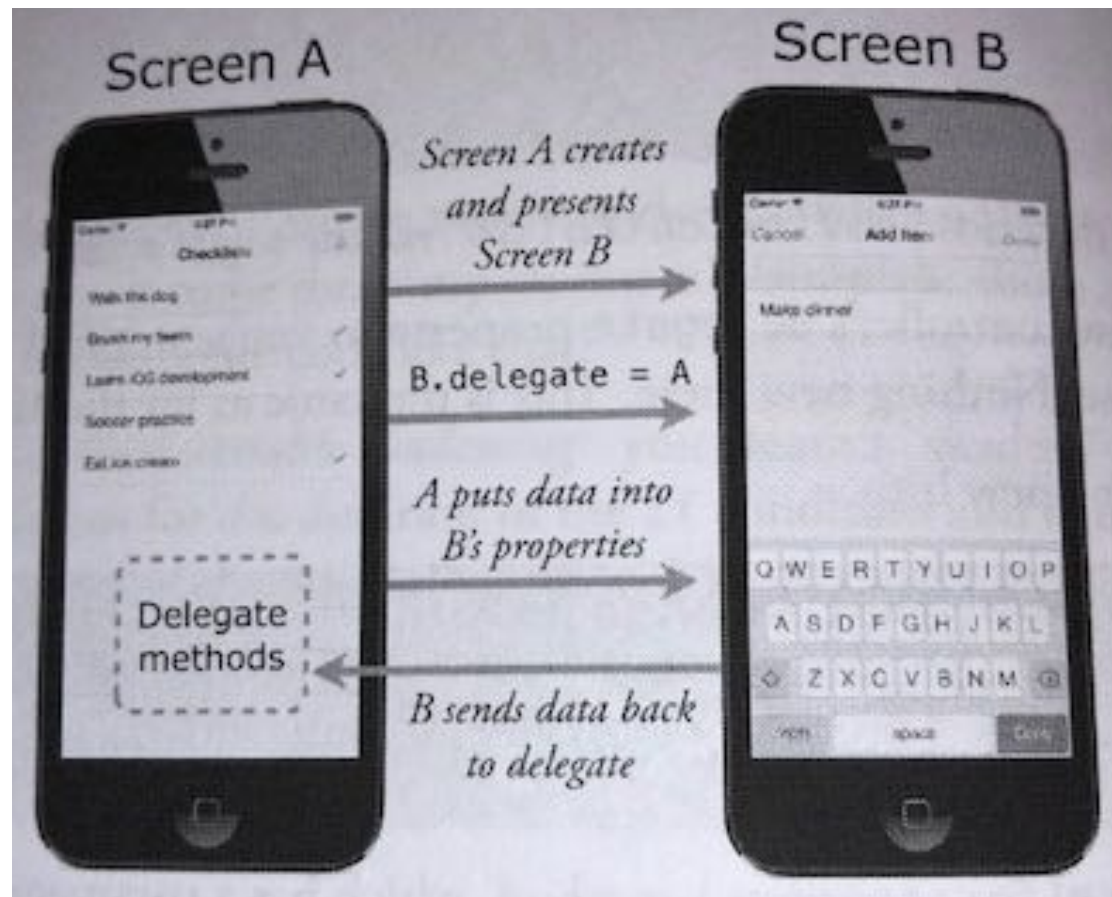 Screen A
Screen B
Screen A creates
and presents
Screen B
B.delegate = A
A puts data into
B's properties
B sends data back
to delegate
Checklists
Walk the dog
Brush my teeth
Learn iOS development
Soccer practice
Eat ice cream
Delegate
methods
Carrier
Cancel
Add Item
Done
Make dinner
Q W E R T Y U I O P
A S D F G H J K L
Z X C V B N M
space
Done